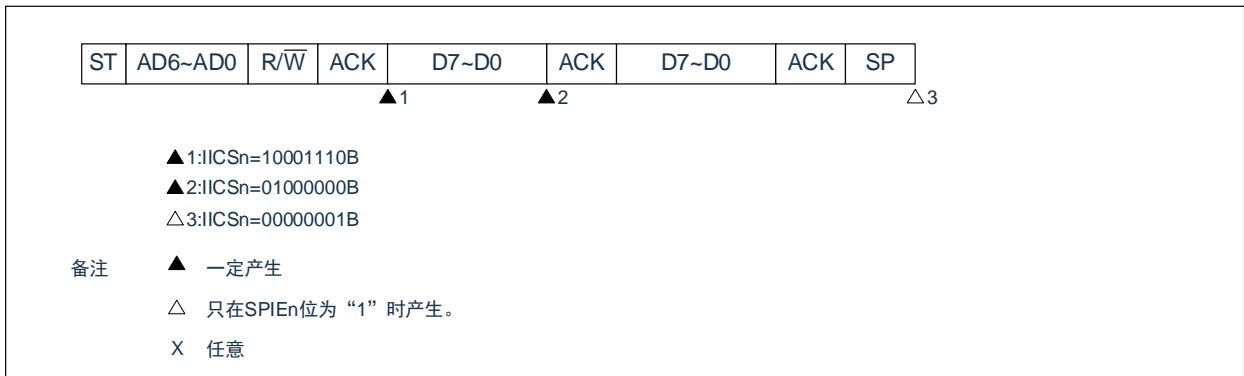 ST AD6~AD0 R/W̅ ACK D7~D0 ACK D7~D0 ACK SP
▲1 ▲2 △3
▲1:IICSn=10001110B
▲2:IICSn=01000000B
△3:IICSn=00000001B
备注 ▲ 一定产生
△ 只在SPIEn位为“1”时产生。
X 任意